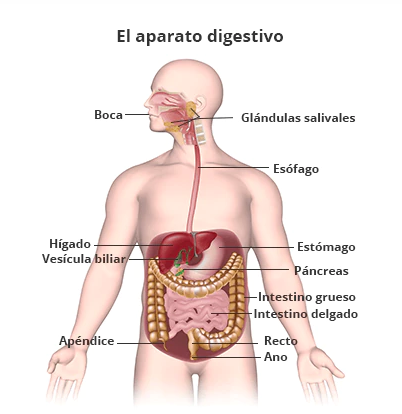 El aparato digestivo
Boca
Glándulas salivales
Esófago
Hígado
Estómago
Vesícula biliar
Páncreas
Intestino grueso
Intestino delgado
Apéndice
Recto
Ano